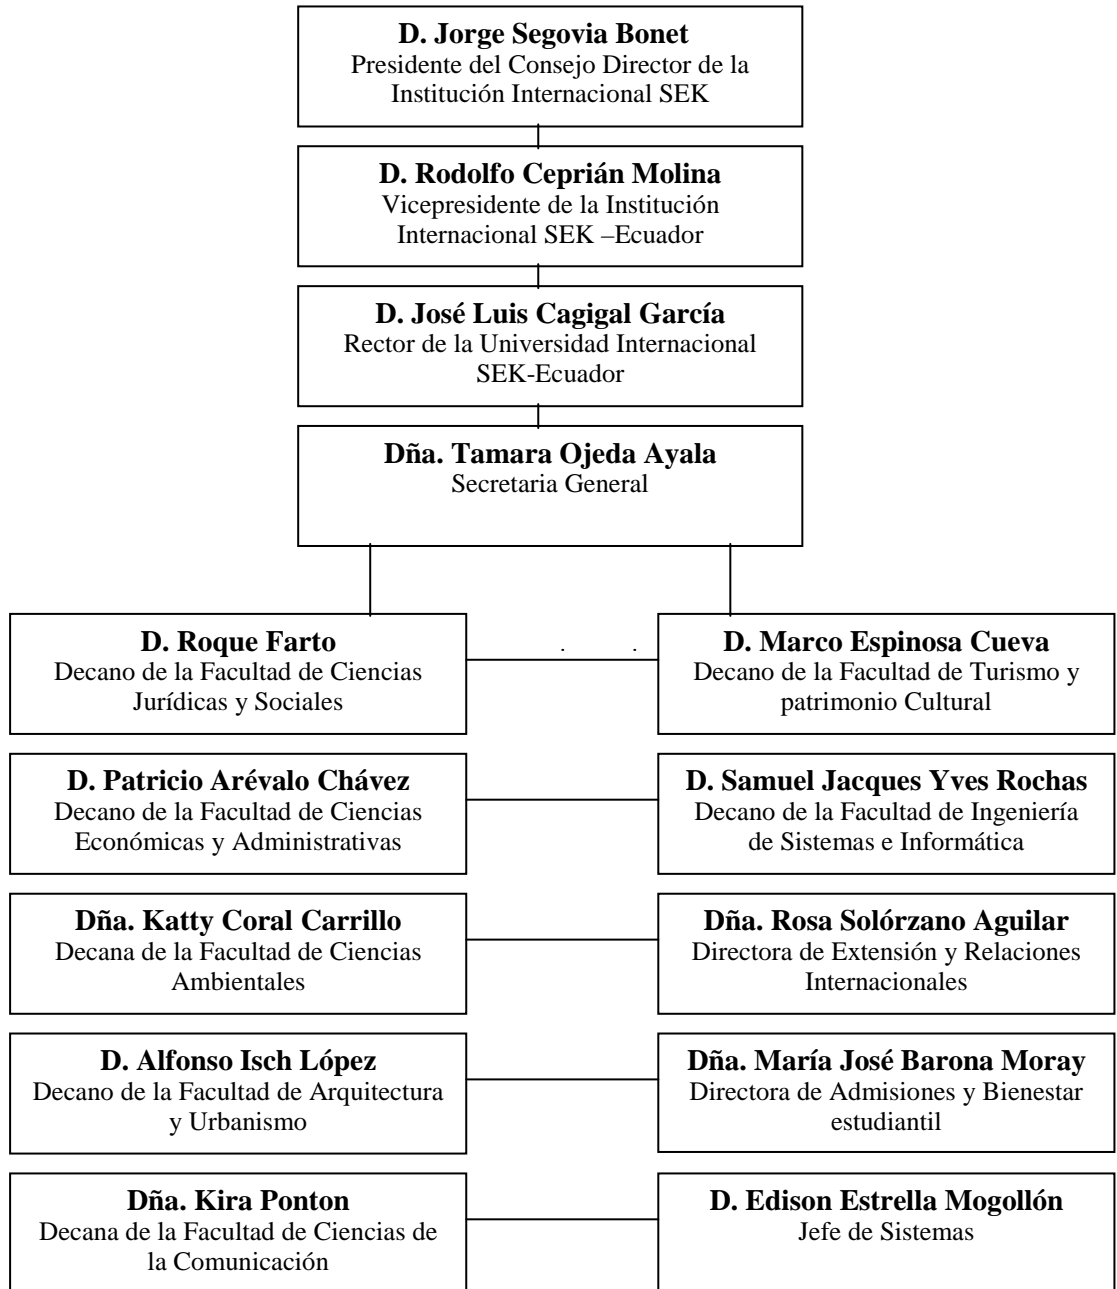 D. Jorge Segovia Bonet
Presidente del Consejo Director de la
Institución Internacional SEK
D. Rodolfo Ceprián Molina
Vicepresidente de la Institución
Internacional SEK –Ecuador
D. José Luis Cagigal García
Rector de la Universidad Internacional
SEK-Ecuador
Dña. Tamara Ojeda Ayala
Secretaria General
D. Roque Farto
Decano de la Facultad de Ciencias
Jurídicas y Sociales
D. Marco Espinosa Cueva
Decano de la Facultad de Turismo y
patrimonio Cultural
D. Patricio Arévalo Chávez
Decano de la Facultad de Ciencias
Económicas y Administrativas
D. Samuel Jacques Yves Rochas
Decano de la Facultad de Ingeniería
de Sistemas e Informática
Dña. Katty Coral Carrillo
Decana de la Facultad de Ciencias
Ambientales
Dña. Rosa Solórzano Aguilar
Directora de Extensión y Relaciones
Internacionales
D. Alfonso Isch López
Decano de la Facultad de Arquitectura
y Urbanismo
Dña. María José Barona Moray
Directora de Admisiones y Bienestar
estudiantil
Dña. Kira Ponton
Decana de la Facultad de Ciencias de
la Comunicación
D. Edison Estrella Mogollón
Jefe de Sistemas